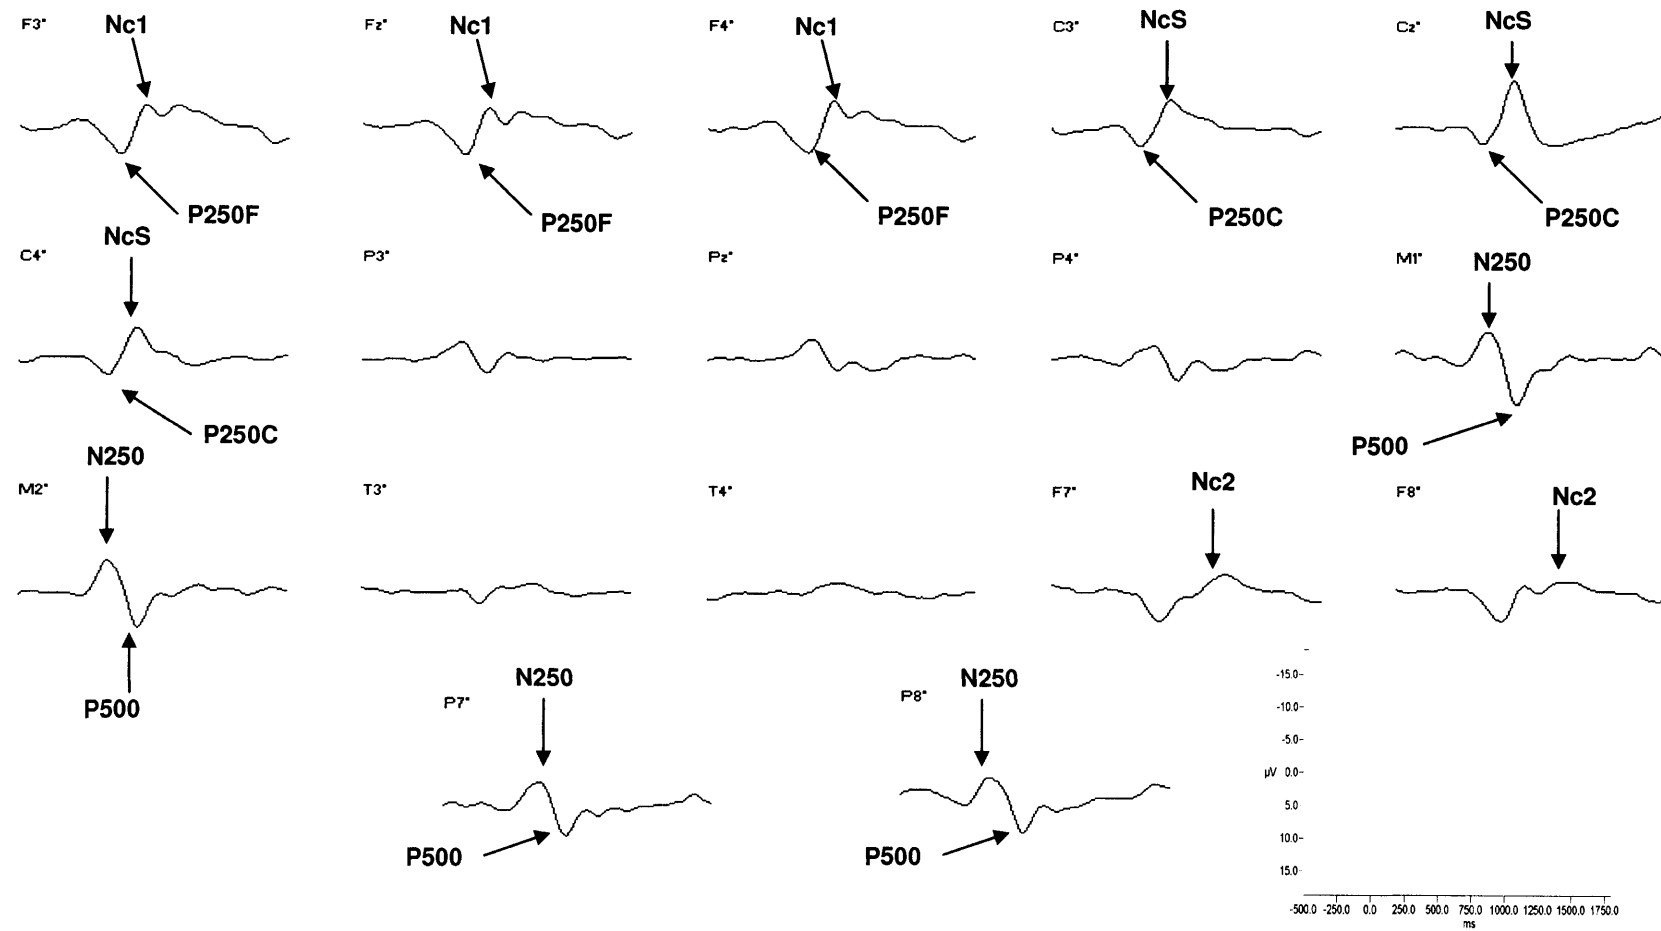 F3" Nc1 Fz" Nc1 F4" Nc1 C3" NcS Cz" NcS
P250F P250F P250F P250C P250C
C4" NcS P3" Pz" P4" M1" N250
P250C P500
M2" N250 T3" T4" F7" Nc2 F8" Nc2
P500
P7" N250 P8" N250
P500 P500
-15.0
-10.0
-5.0
µV 0.0
5.0
10.0
15.0
-500.0 -250.0 0.0 250.0 500.0 750.0 1000.0 1250.0 1500.0 1750.0
ms